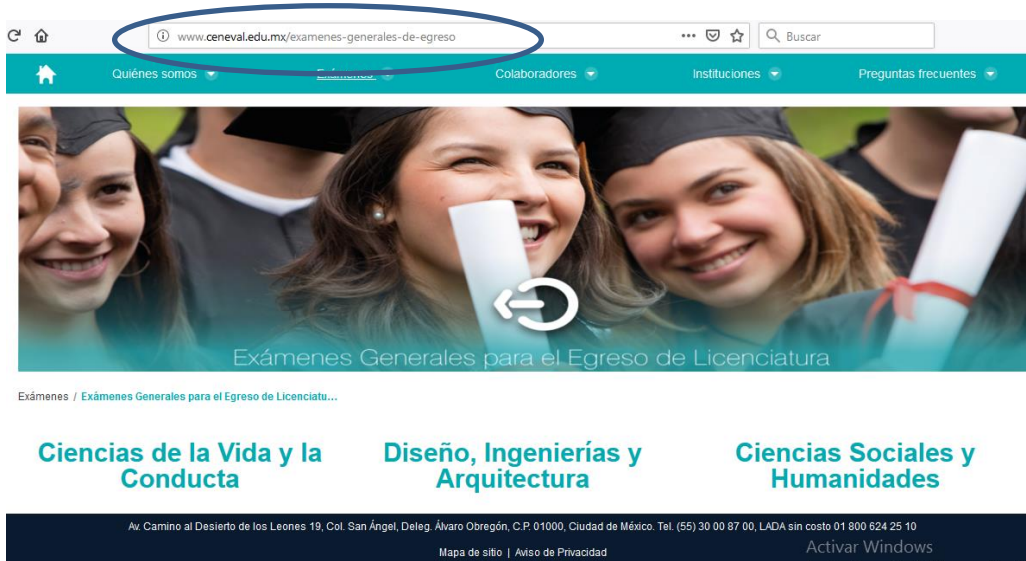 www.ceneval.edu.mx/examenes-generales-de-egreso
Buscar
Quiénes somos
Exámenes
Colaboradores
Instituciones
Preguntas frecuentes
Exámenes Generales para el Egreso de Licenciatura
Exámenes / Exámenes Generales para el Egreso de Licenciatu...
Ciencias de la Vida y la
Conducta
Diseño, Ingenierías y
Arquitectura
Ciencias Sociales y
Humanidades
Av. Camino al Desierto de los Leones 19, Col. San Ángel, Deleg. Álvaro Obregón, C.P. 01000, Ciudad de México. Tel. (55) 30 00 87 00, LADA sin costo 01 800 624 25 10
Mapa de sitio | Aviso de Privacidad
Activar Windows